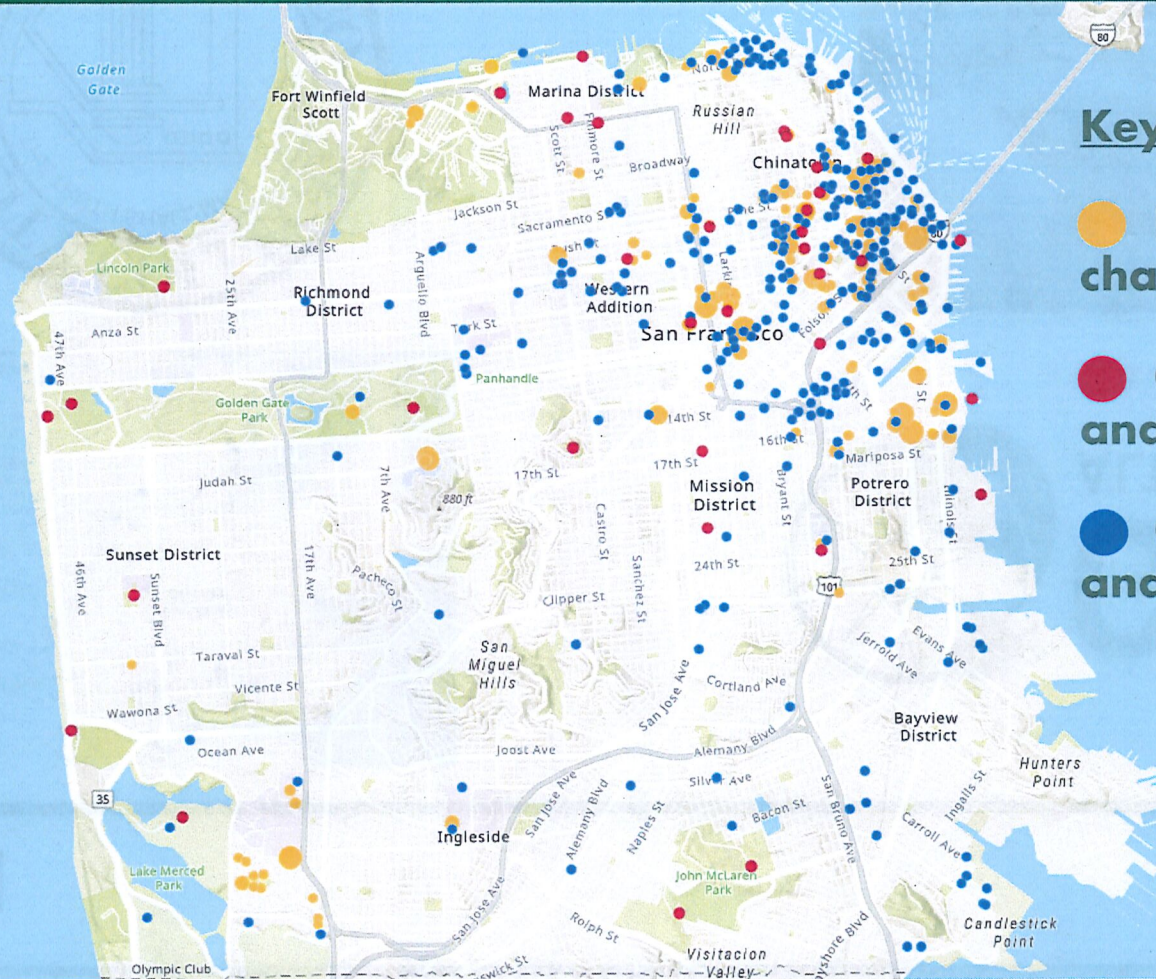 80
Golden
Gate
Fort Winfield
Scott
Marina District
Russian
Hill
Key
Scott St
Fillmore St
Broadway
Chinatown
Jackson St
Sacramento St
Pine St
Bush St
80
Lake St
Lincoln Park
25th Ave
Arguello Blvd
Richmond
District
Western
Addition
Larkin
cha
Anza St
47th Ave
Turk St
San Francisco
Folsom St
Panhandle
Golden Gate
Park
14th St
16th St
and
Mariposa St
Judah St
7th Ave
880 ft
17th St
17th St
Mission
District
Bryant St
Potrero
District
Illinois St
Castro St
Sunset District
46th Ave
Sunset Blvd
17th Ave
Pacheco St
Clipper St
Sanchez St
24th St
25th St
101
and
Taraval St
San
Miguel
Hills
Jerrold Ave
Evans Ave
Vicente St
Wawona St
San Jose Ave
Cortland Ave
Bayview
District
Ocean Ave
Joost Ave
Alemany Blvd
Hunters
Point
35
Silver Ave
San Jose Ave
Alemany Blvd
Naples
Bacon St
San Bruno Ave
Ingalls St
Carroll Ave
Ingleside
Lake Merced
Park
John McLaren
Park
San Jose Ave
Rolph St
Candlestick
Point
Visitacion
Valley
Olympic Club